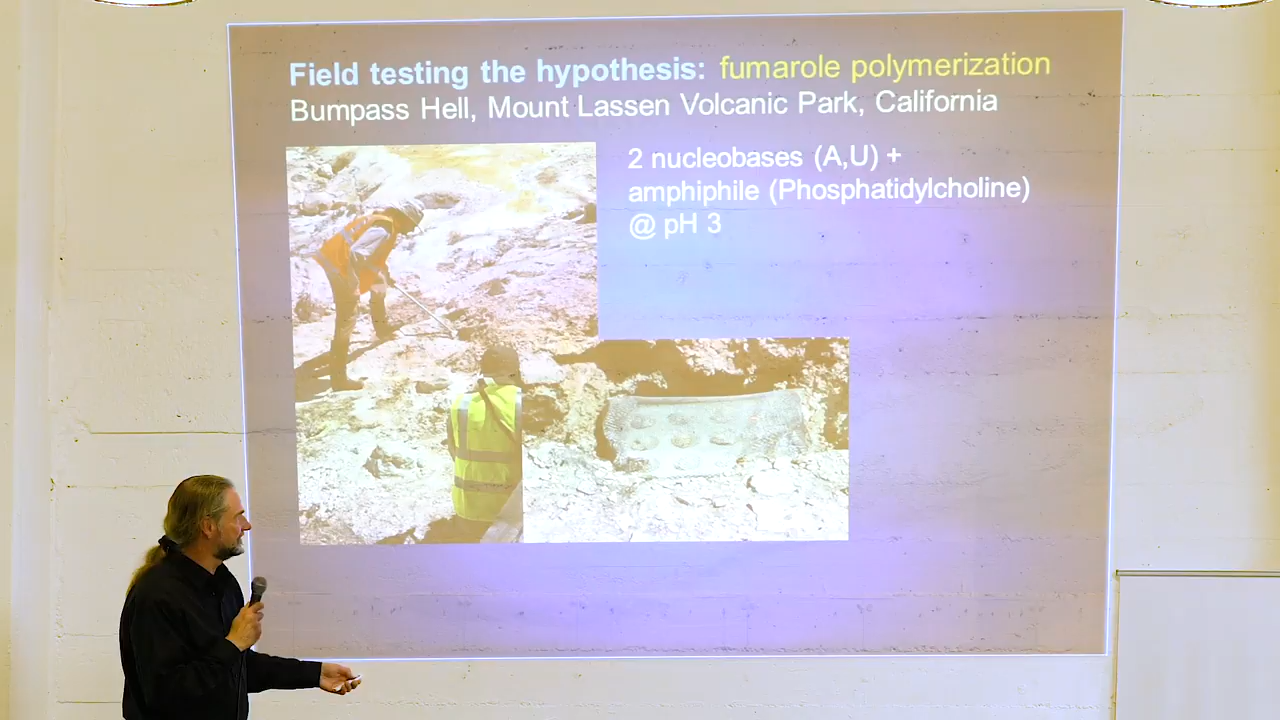 Field testing the hypothesis: fumarole polymerization
Bumpass Hell, Mount Lassen Volcanic Park, California
2 nucleobases (A,U) +
amphiphile (Phosphatidylcholine)
@ pH 3